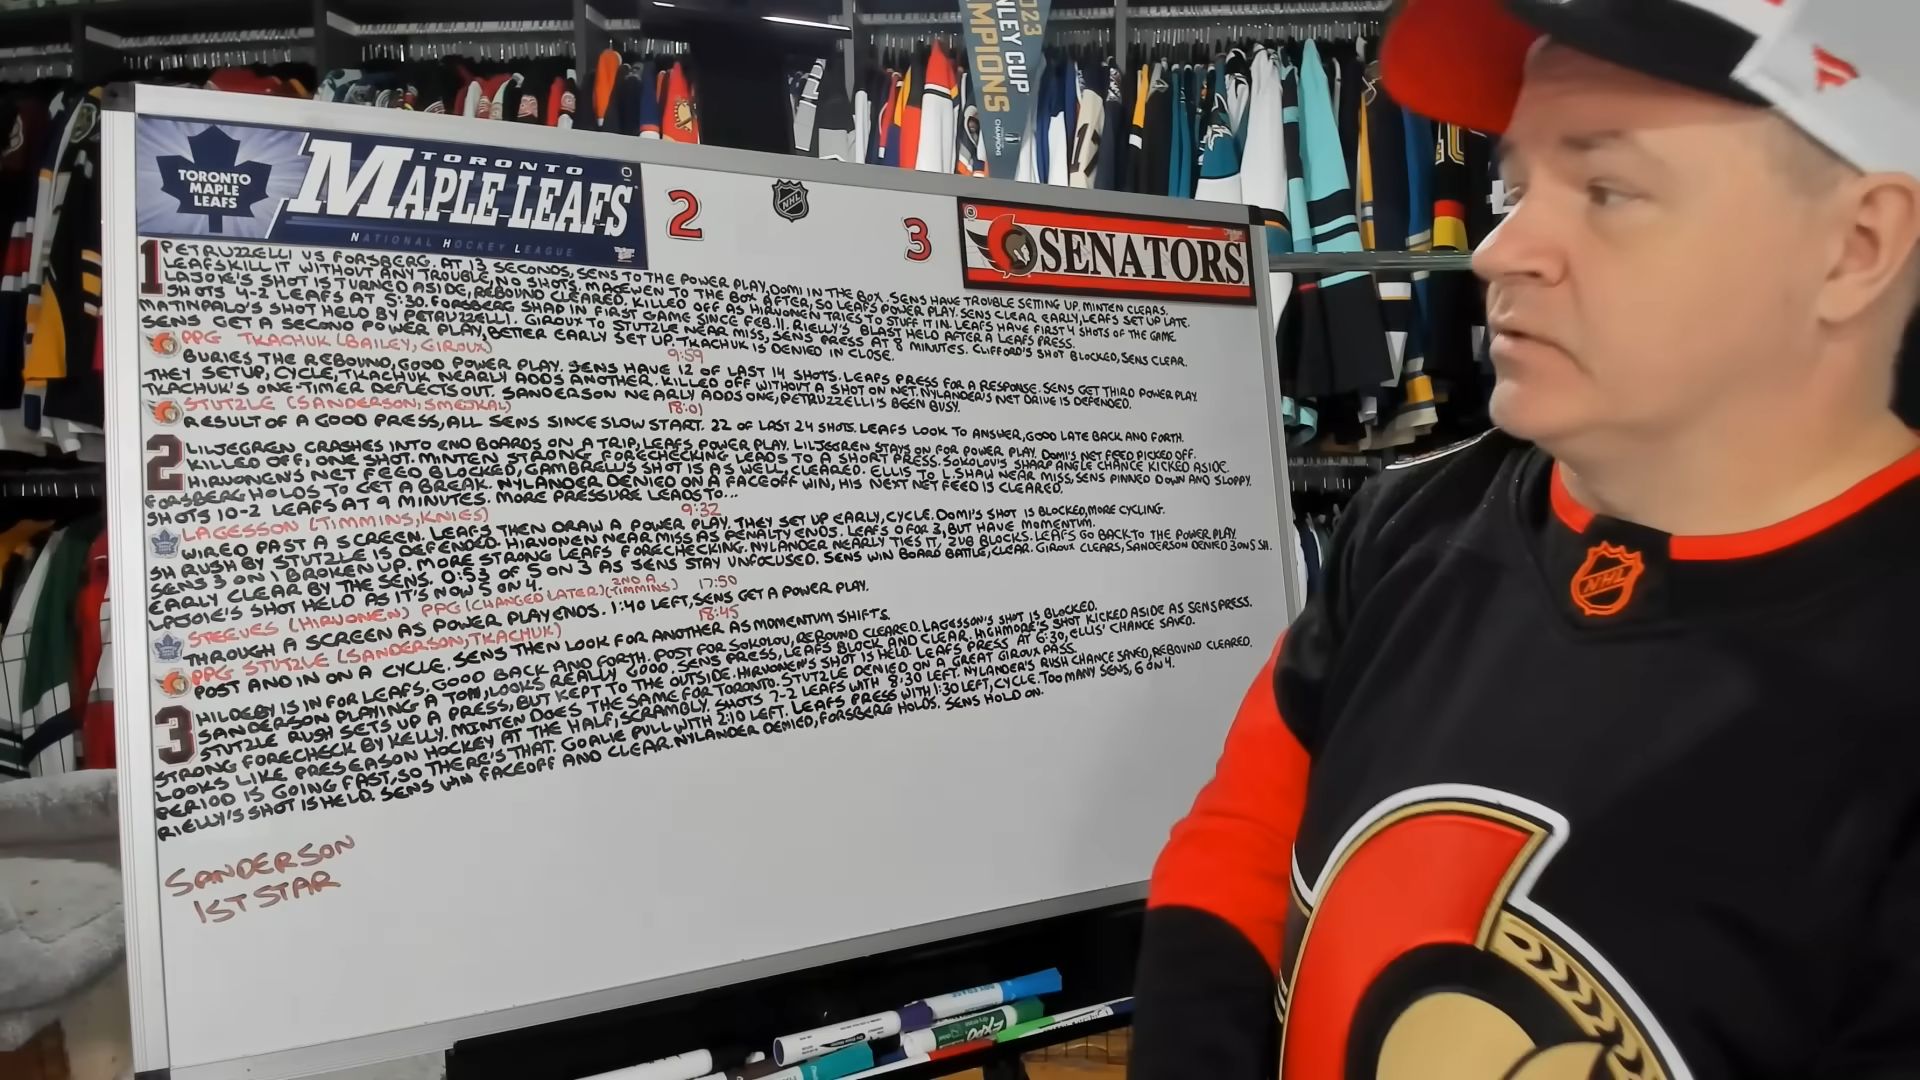 2023
STANLEY CUP
CHAMPIONS
CHAMPIONS
TORONTO
MAPLE
LEAFS
TORONTO
MAPLE LEAFS
NATIONAL HOCKEY LEAGUE
2
NHL
3
SENATORS
1 PETRUZZELLI VS FORSBERG. AT 13 SECONDS, SENS TO THE POWER PLAY, DOMI IN THE BOX. SENS HAVE TROUBLE SETTING UP. MINTEN CLEARS.
LEAFS KILL IT WITHOUT ANY TROUBLE, NO SHOTS. MACEWEN TO THE BOX AFTER, SO LEAFS POWER PLAY. SENS CLEAR EARLY, LEAFS SET UP LATE.
LAJOIE'S SHOT IS TURNED ASIDE, REBOUND CLEARED. KILLED OFF AS HIRVONEN TRIES TO STUFF IT IN. LEAFS HAVE FIRST 4 SHOTS OF THE GAME.
SHOTS 4-2 LEAFS AT 5:30. FORSBERG SHARP IN FIRST GAME SINCE FEB. 11. RIELLY'S BLAST HELD AFTER A LEAFS PRESS.
MATINPALO'S SHOT HELD BY PETRUZZELLI. GIROUX TO STUTZLE NEAR MISS, SENS PRESS AT 8 MINUTES. CLIFFORD'S SHOT BLOCKED, SENS CLEAR.
SENS GET A SECOND POWER PLAY, BETTER EARLY SET UP. TKACHUK IS DENIED IN CLOSE.
PPG TKACHUK (BAILEY, GIROUX) 9:59
BURIES THE REBOUND, GOOD POWER PLAY. SENS HAVE 12 OF LAST 14 SHOTS. LEAFS PRESS FOR A RESPONSE. SENS GET THIRD POWER PLAY.
THEY SETUP, CYCLE, TKACHUK NEARLY ADDS ANOTHER. KILLED OFF WITHOUT A SHOT ON NET. NYLANDER'S NET DRIVE IS DEFENDED.
TKACHUK'S ONE-TIMER DEFLECTS OUT. SANDERSON NEARLY ADDS ONE, PETRUZZELLI'S BEEN BUSY.
STUTZLE (SANDERSON, SMEJKAL) 18:01
RESULT OF A GOOD PRESS, ALL SENS SINCE SLOW START. 22 OF LAST 24 SHOTS. LEAFS LOOK TO ANSWER, GOOD LATE BACK AND FORTH.
2 LILJEGREN CRASHES INTO END BOARDS ON A TRIP, LEAFS POWER PLAY. LILJEGREN STAYS ON FOR POWER PLAY. DOMI'S NET FEED PICKED OFF.
KILLED OFF, ONE SHOT. MINTEN STRONG FORECHECKING LEADS TO A SHORT PRESS. SOKOLOV'S SHARP ANGLE CHANCE KICKED ASIDE.
HIRVONEN'S NET FEED BLOCKED, GAMBRELL'S SHOT IS AS WELL, CLEARED. ELLIS TO L. SHAW NEAR MISS, SENS PINNED DOWN AND SLOPPY.
FORSBERG HOLDS TO GET A BREAK. NYLANDER DENIED ON A FACEOFF WIN, HIS NEXT NET FEED IS CLEARED.
SHOTS 10-2 LEAFS AT 9 MINUTES. MORE PRESSURE LEADS TO...
LAGESSON (TIMMINS, KNIES) 9:32
WIRED PAST A SCREEN. LEAFS THEN DRAW A POWER PLAY. THEY SET UP EARLY, CYCLE. DOMI'S SHOT IS BLOCKED, MORE CYCLING.
SH RUSH BY STUTZLE IS DEFENDED. HIRVONEN NEAR MISS AS PENALTY ENDS. LEAFS 0 FOR 3, BUT HAVE MOMENTUM.
SENS 3 ON 1 BROKEN UP. MORE STRONG LEAFS FORECHECKING. NYLANDER NEARLY TIES IT, ZUB BLOCKS. LEAFS GO BACK TO THE POWER PLAY.
EARLY CLEAR BY THE SENS. 0:53 OF 5 ON 3 AS SENS STAY UNFOCUSED. SENS WIN BOARD BATTLE, CLEAR. GIROUX CLEARS, SANDERSON DENIED 3 ON 5 SH.
LAJOIE'S SHOT HELD AS IT'S NOW 5 ON 4.
STEEVES (HIRVONEN) PPG (CHANGED LATER) (2ND A TIMMINS) 17:50
THROUGH A SCREEN AS POWER PLAY ENDS. 1:40 LEFT, SENS GET A POWER PLAY.
PPG STUTZLE (SANDERSON, TKACHUK) 18:45
POST AND IN ON A CYCLE. SENS THEN LOOK FOR ANOTHER AS MOMENTUM SHIFTS.
3 HILDEBY IS IN FOR LEAFS. GOOD BACK AND FORTH. POST FOR SOKOLOV, REBOUND CLEARED. LAGESSON'S SHOT IS BLOCKED.
SANDERSON PLAYING A TON, LOOKS REALLY GOOD. SENS PRESS, LEAFS BLOCK AND CLEAR. HIGHMORE'S SHOT KICKED ASIDE AS SENS PRESS.
STUTZLE RUSH SETS UP A PRESS, BUT KEPT TO THE OUTSIDE. HIRVONEN'S SHOT IS HELD. LEAFS PRESS AT 6:30, ELLIS' CHANCE SAVED.
STRONG FORECHECK BY KELLY. MINTEN DOES THE SAME FOR TORONTO. STUTZLE DENIED ON A GREAT GIROUX PASS.
LOOKS LIKE PRESEASON HOCKEY AT THE HALF, SCRAMBLY. SHOTS 7-2 LEAFS WITH 8:30 LEFT. NYLANDER'S RUSH CHANCE SAVED, REBOUND CLEARED.
PERIOD IS GOING FAST, SO THERE'S THAT. GOALIE PULL WITH 2:10 LEFT. LEAFS PRESS WITH 1:30 LEFT, CYCLE. TOO MANY SENS, 6 ON 4.
RIELLY'S SHOT IS HELD. SENS WIN FACEOFF AND CLEAR. NYLANDER DENIED, FORSBERG HOLDS. SENS HOLD ON.
SANDERSON
1ST STAR
NHL
EXPO